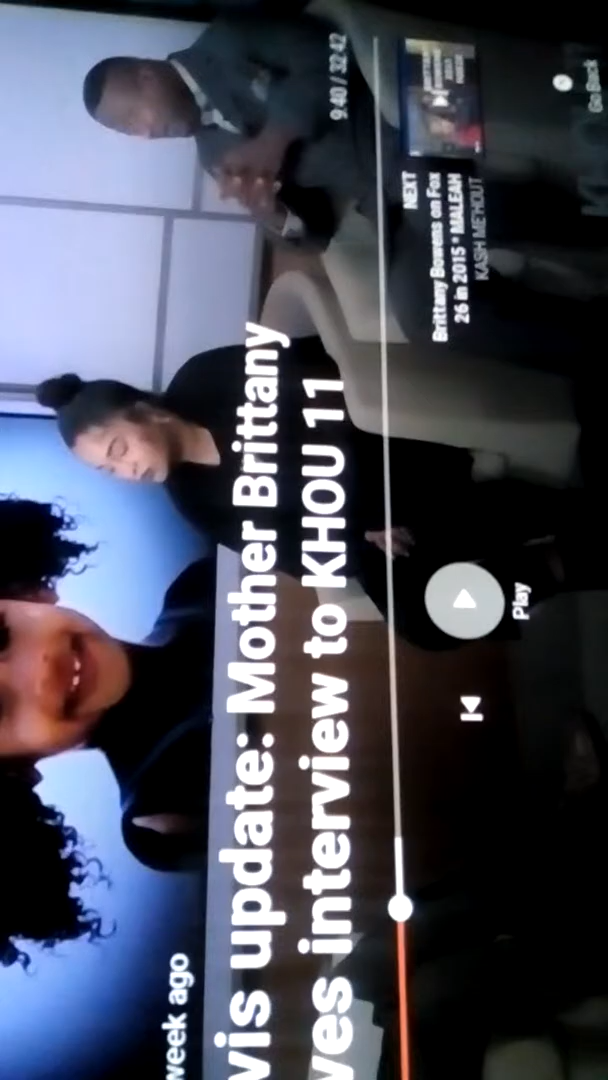 week ago
vis update: Mother Brittany
ves interview to KHOU 11
9:40 / 32:42
NEXT
Brittany Bowens on Fox
26 in 2015 * MALEAH
KASH ME'HOUT
Play
Go Back